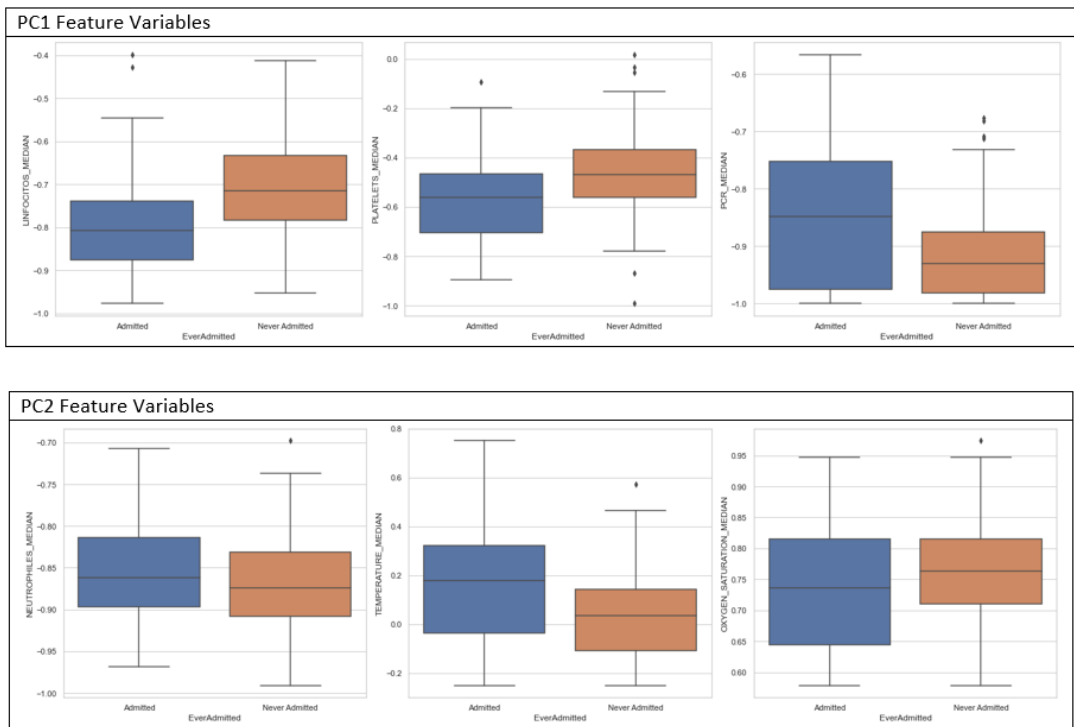 PC1 Feature Variables
−0.4
−0.5
−0.6
−0.7
−0.8
−0.9
−1.0
LINFOCITOS_MEDIAN
Admitted Never Admitted
EverAdmitted
0.0
−0.2
−0.4
−0.6
−0.8
−1.0
PLATELETS_MEDIAN
Admitted Never Admitted
EverAdmitted
−0.6
−0.7
−0.8
−0.9
−1.0
PCR_MEDIAN
Admitted Never Admitted
EverAdmitted
PC2 Feature Variables
−0.70
−0.75
−0.80
−0.85
−0.90
−0.95
−1.00
NEUTROPHILES_MEDIAN
Admitted Never Admitted
EverAdmitted
0.8
0.6
0.4
0.2
0.0
−0.2
TEMPERATURE_MEDIAN
Admitted Never Admitted
EverAdmitted
0.95
0.90
0.85
0.80
0.75
0.70
0.65
0.60
OXYGEN_SATURATION_MEDIAN
Admitted Never Admitted
EverAdmitted